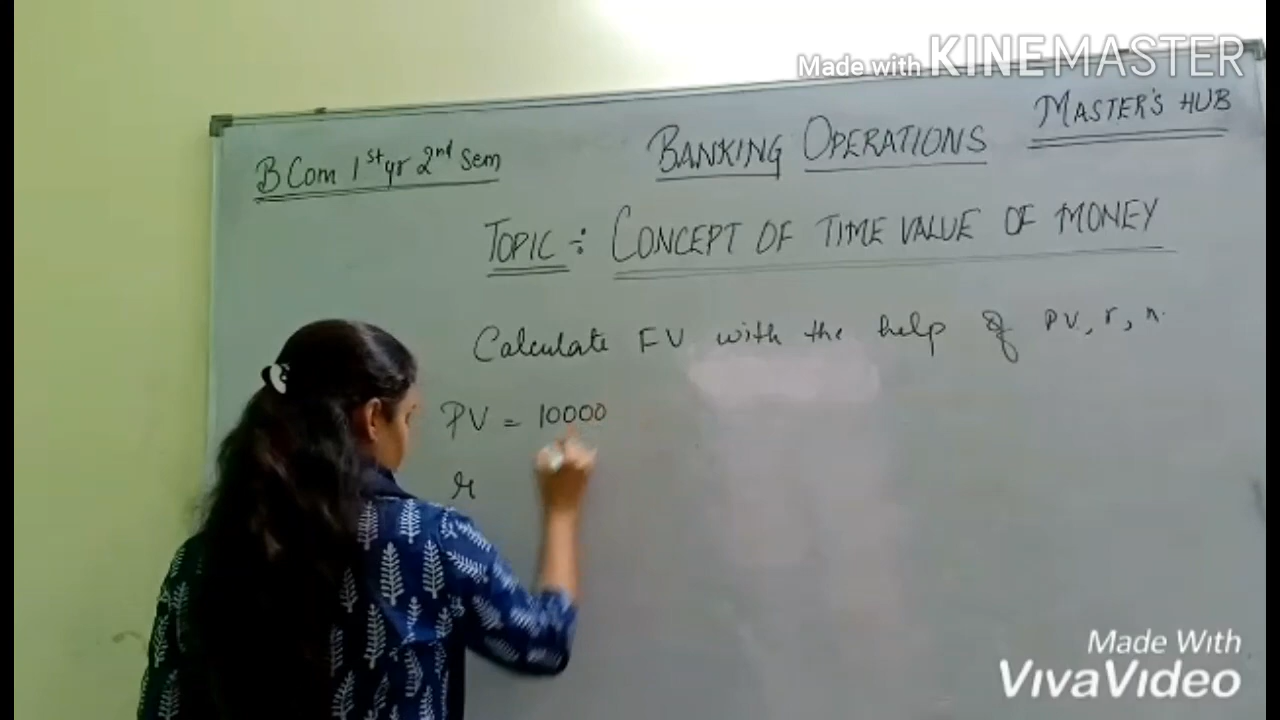 Made with KINEMASTER
MASTER'S HUB
B Com 1st yr 2nd Sem
BANKING OPERATIONS
TOPIC ÷ CONCEPT OF TIME VALUE OF MONEY
Calculate FV with the help of PV, r, n.
PV = 10000
r
Made With
VivaVideo